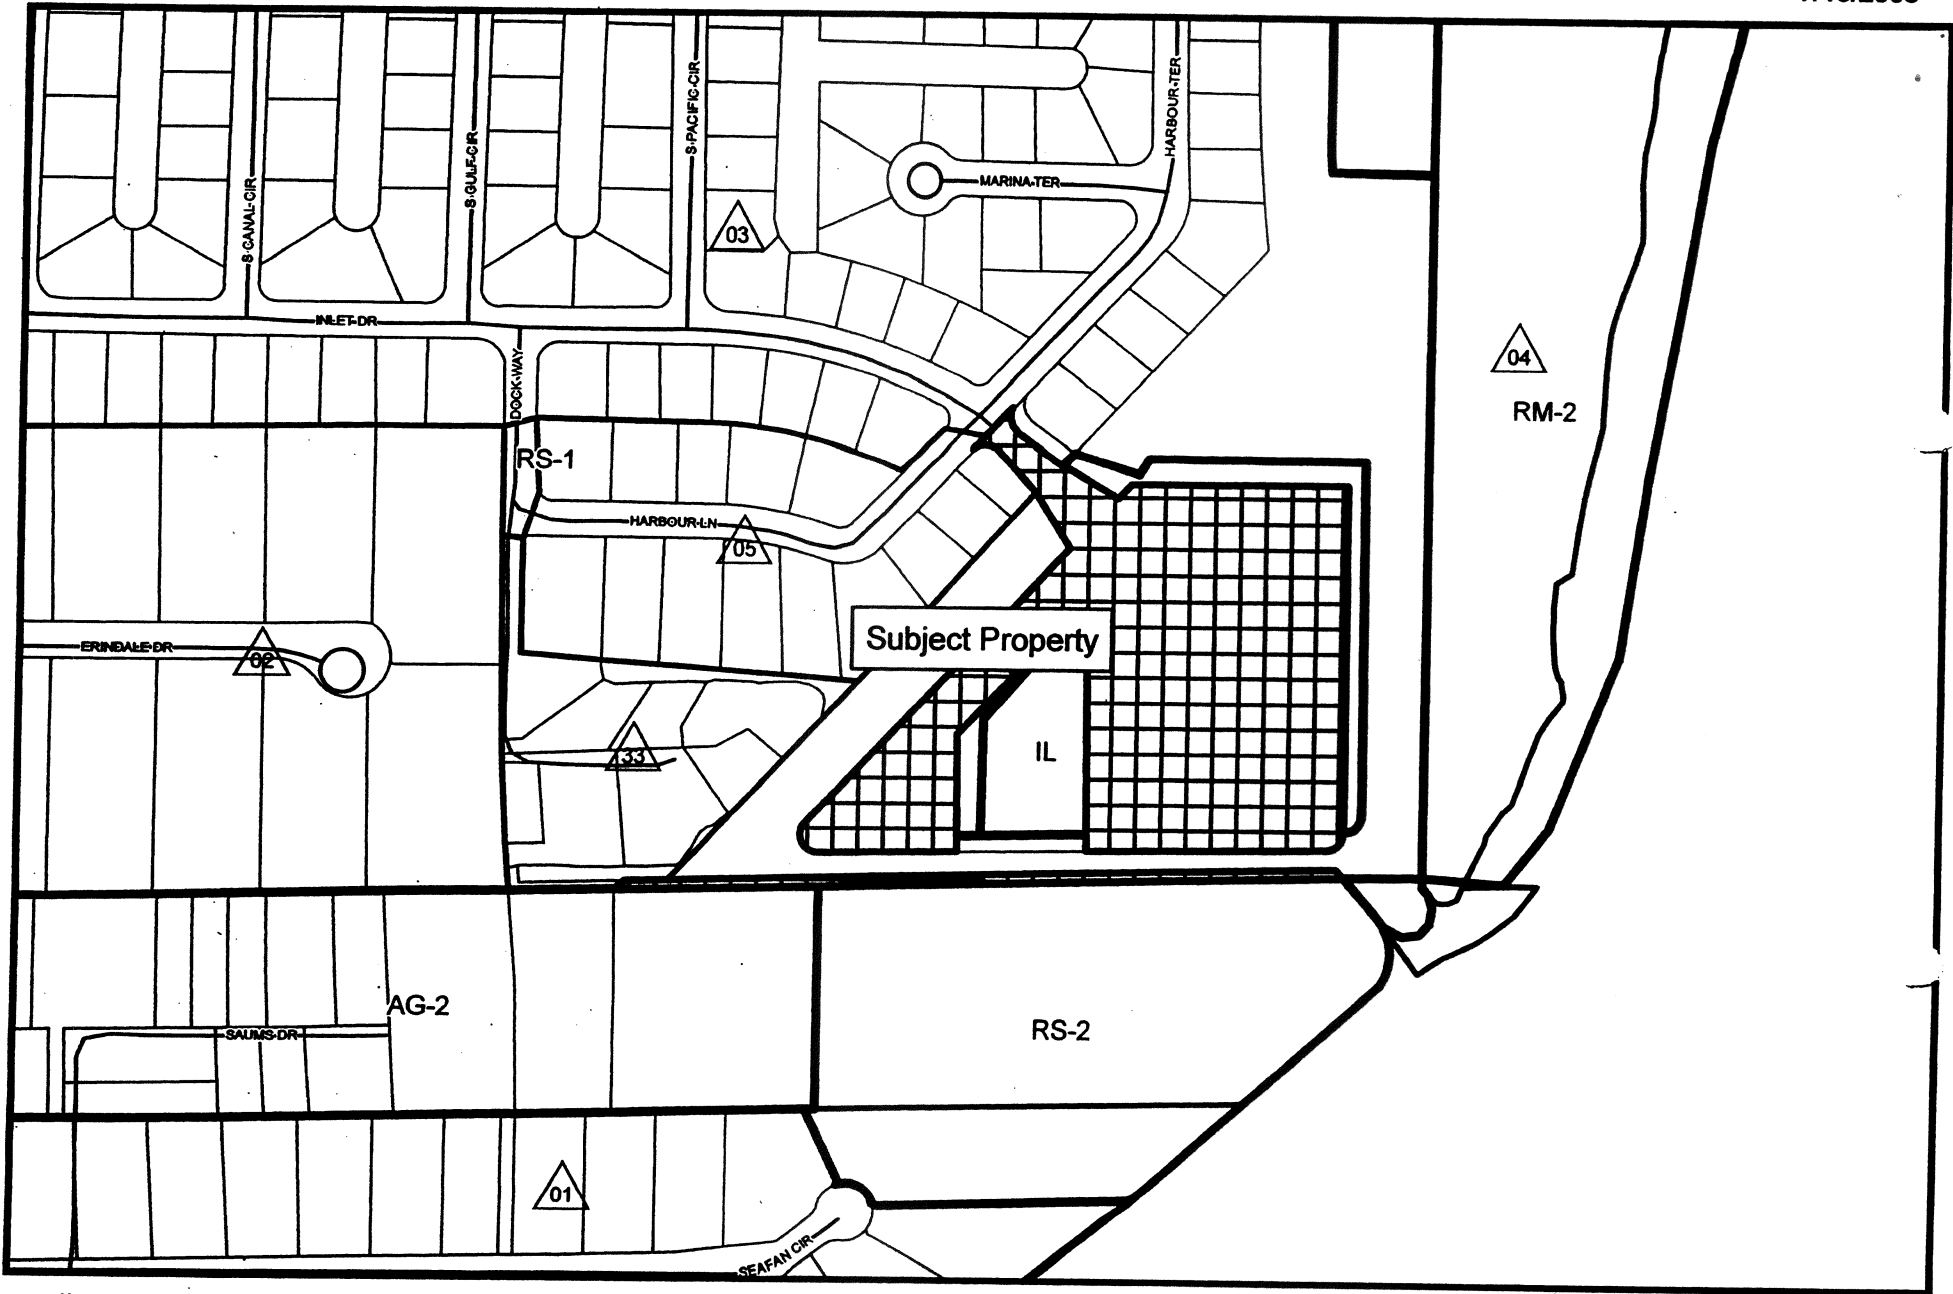 S CANAL CIR
S GULF CIR
S PACIFIC CIR
HARBOUR TER
MARINA TER
03
INLET DR
DOCK WAY
04
RM-2
RS-1
HARBOUR LN
05
Subject Property
ERINDALE DR
02
33
IL
AG-2
RS-2
SAUMS DR
01
SEAFAN CIR